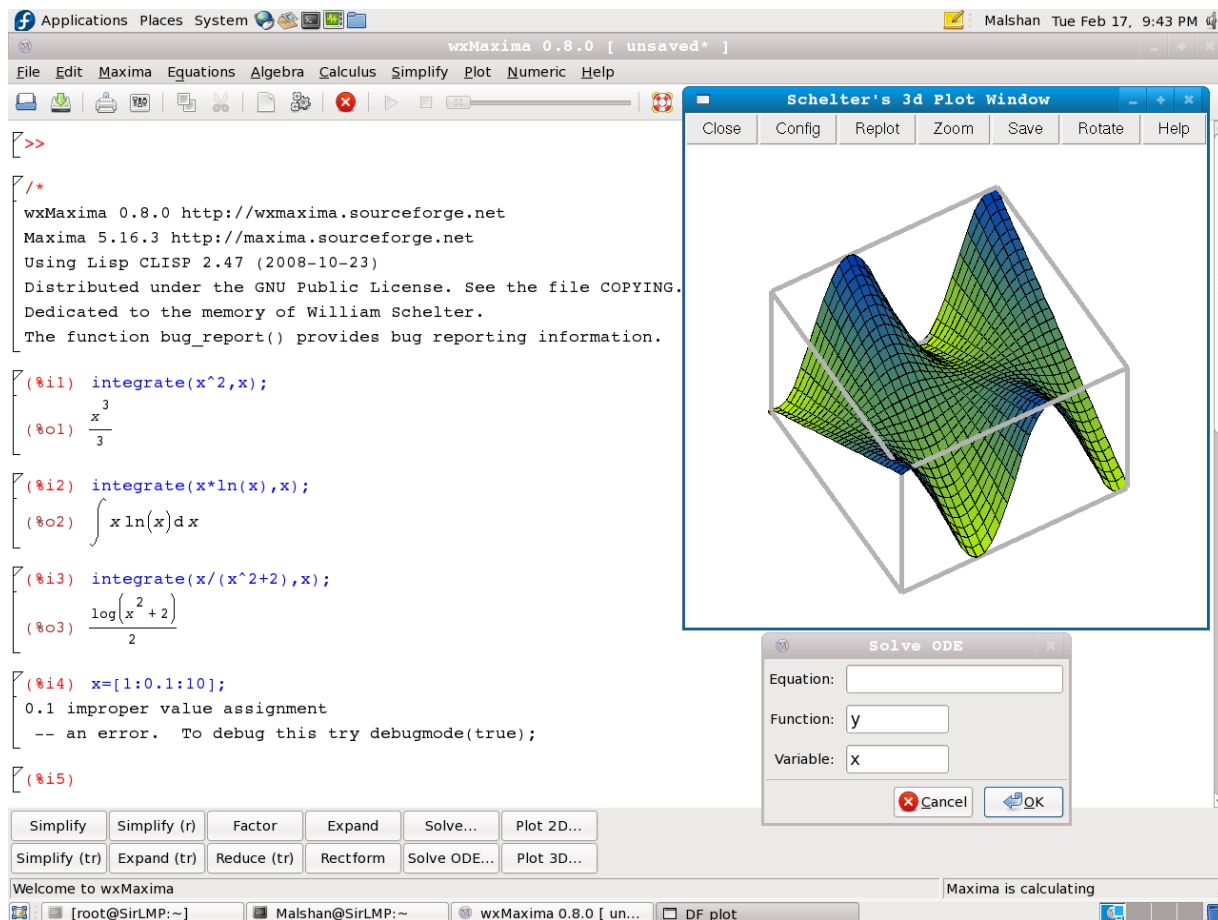 Applications Places System Malshan Tue Feb 17, 9:43 PM
wxMaxima 0.8.0 [ unsaved* ]
File Edit Maxima Equations Algebra Calculus Simplify Plot Numeric Help
>>
/*
wxMaxima 0.8.0 http://wxmaxima.sourceforge.net
Maxima 5.16.3 http://maxima.sourceforge.net
Using Lisp CLISP 2.47 (2008-10-23)
Distributed under the GNU Public License. See the file COPYING.
Dedicated to the memory of William Schelter.
The function bug_report() provides bug reporting information.
(%i1) integrate(x^2,x);
(%o1) x^3/3
(%i2) integrate(x*ln(x),x);
(%o2) ∫ x ln(x) d x
(%i3) integrate(x/(x^2+2),x);
(%o3) log(x^2+2)/2
(%i4) x=[1:0.1:10];
0.1 improper value assignment
-- an error. To debug this try debugmode(true);
(%i5)
Schelter's 3d Plot Window
Close Config Replot Zoom Save Rotate Help
Solve ODE
Equation:
Function: y
Variable: x
Cancel OK
Simplify Simplify (r) Factor Expand Solve... Plot 2D...
Simplify (tr) Expand (tr) Reduce (tr) Rectform Solve ODE... Plot 3D...
Welcome to wxMaxima Maxima is calculating
[root@SirLMP:~] Malshan@SirLMP:~ wxMaxima 0.8.0 [ un... DF plot